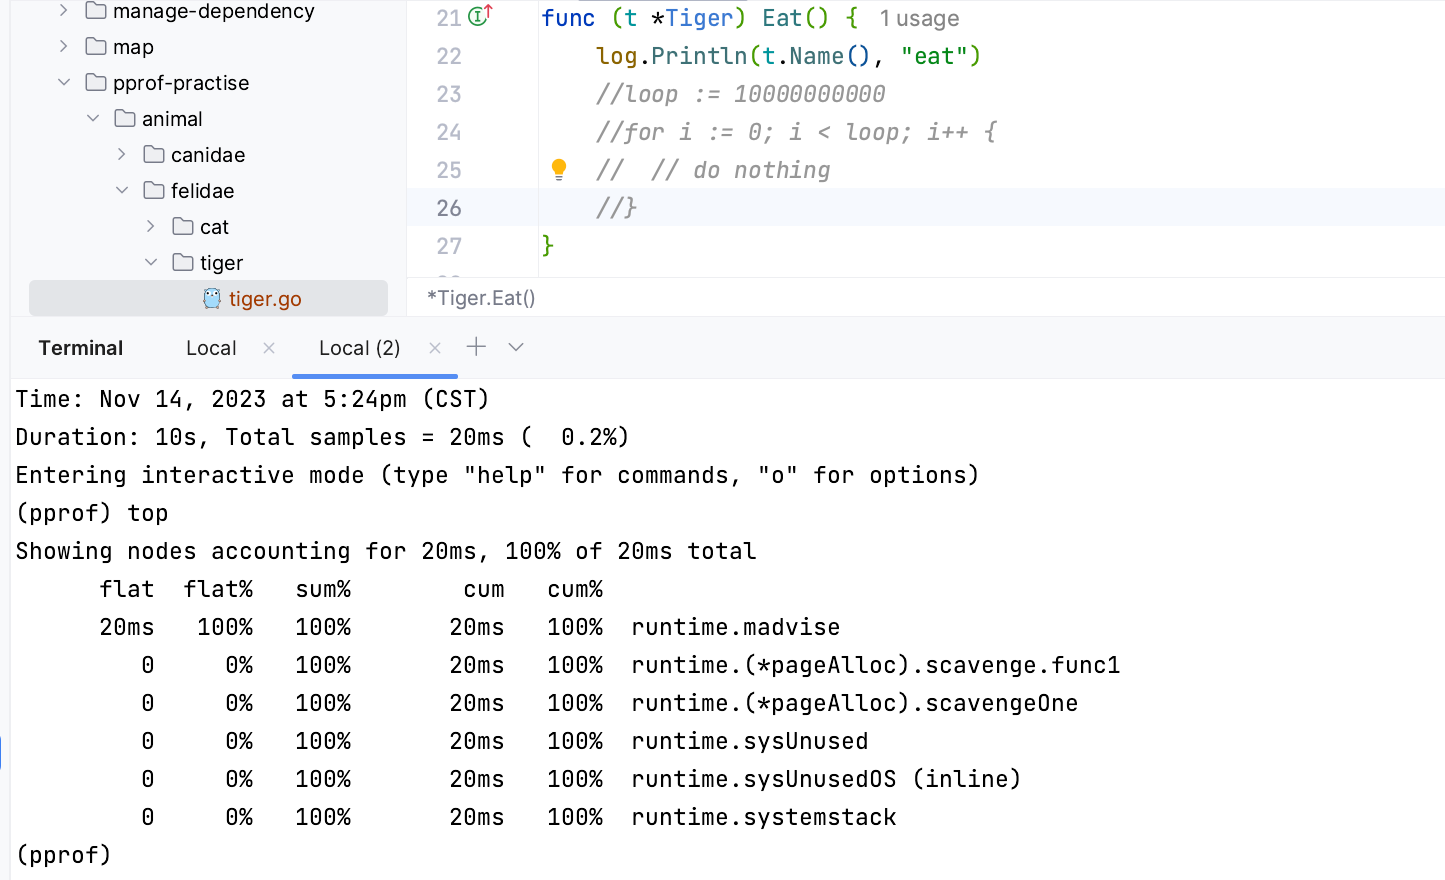 manage-dependency
map
pprof-practise
animal
canidae
felidae
cat
tiger
tiger.go
21 func (t *Tiger) Eat() { 1 usage
22 log.Println(t.Name(), "eat")
23 //loop := 10000000000
24 //for i := 0; i < loop; i++ {
25 // // do nothing
26 //}
27 }
*Tiger.Eat()
Terminal Local × Local (2) ×
Time: Nov 14, 2023 at 5:24pm (CST)
Duration: 10s, Total samples = 20ms (  0.2%)
Entering interactive mode (type "help" for commands, "o" for options)
(pprof) top
Showing nodes accounting for 20ms, 100% of 20ms total
flat flat% sum% cum cum%
20ms 100% 100% 20ms 100% runtime.madvise
0 0% 100% 20ms 100% runtime.(*pageAlloc).scavenge.func1
0 0% 100% 20ms 100% runtime.(*pageAlloc).scavengeOne
0 0% 100% 20ms 100% runtime.sysUnused
0 0% 100% 20ms 100% runtime.sysUnusedOS (inline)
0 0% 100% 20ms 100% runtime.systemstack
(pprof)